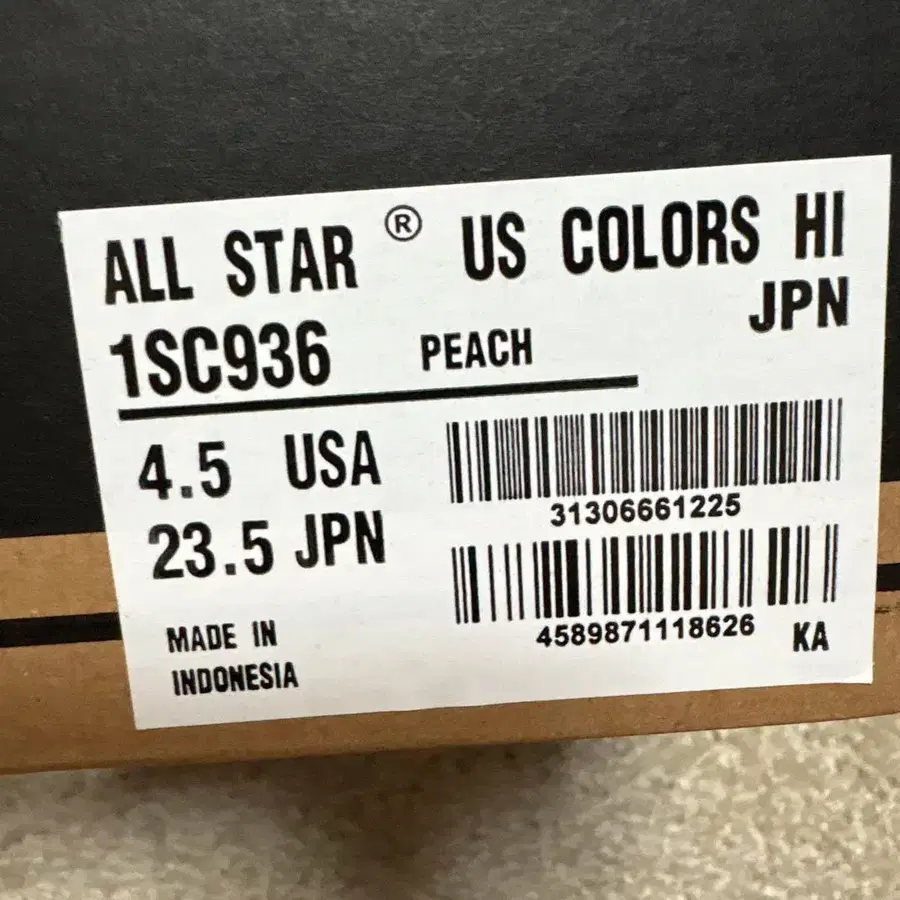 ALL STAR ® US COLORS HI
JPN
1SC936 PEACH
4.5 USA
23.5 JPN
31306661225
4589871118626
MADE IN
INDONESIA
KA